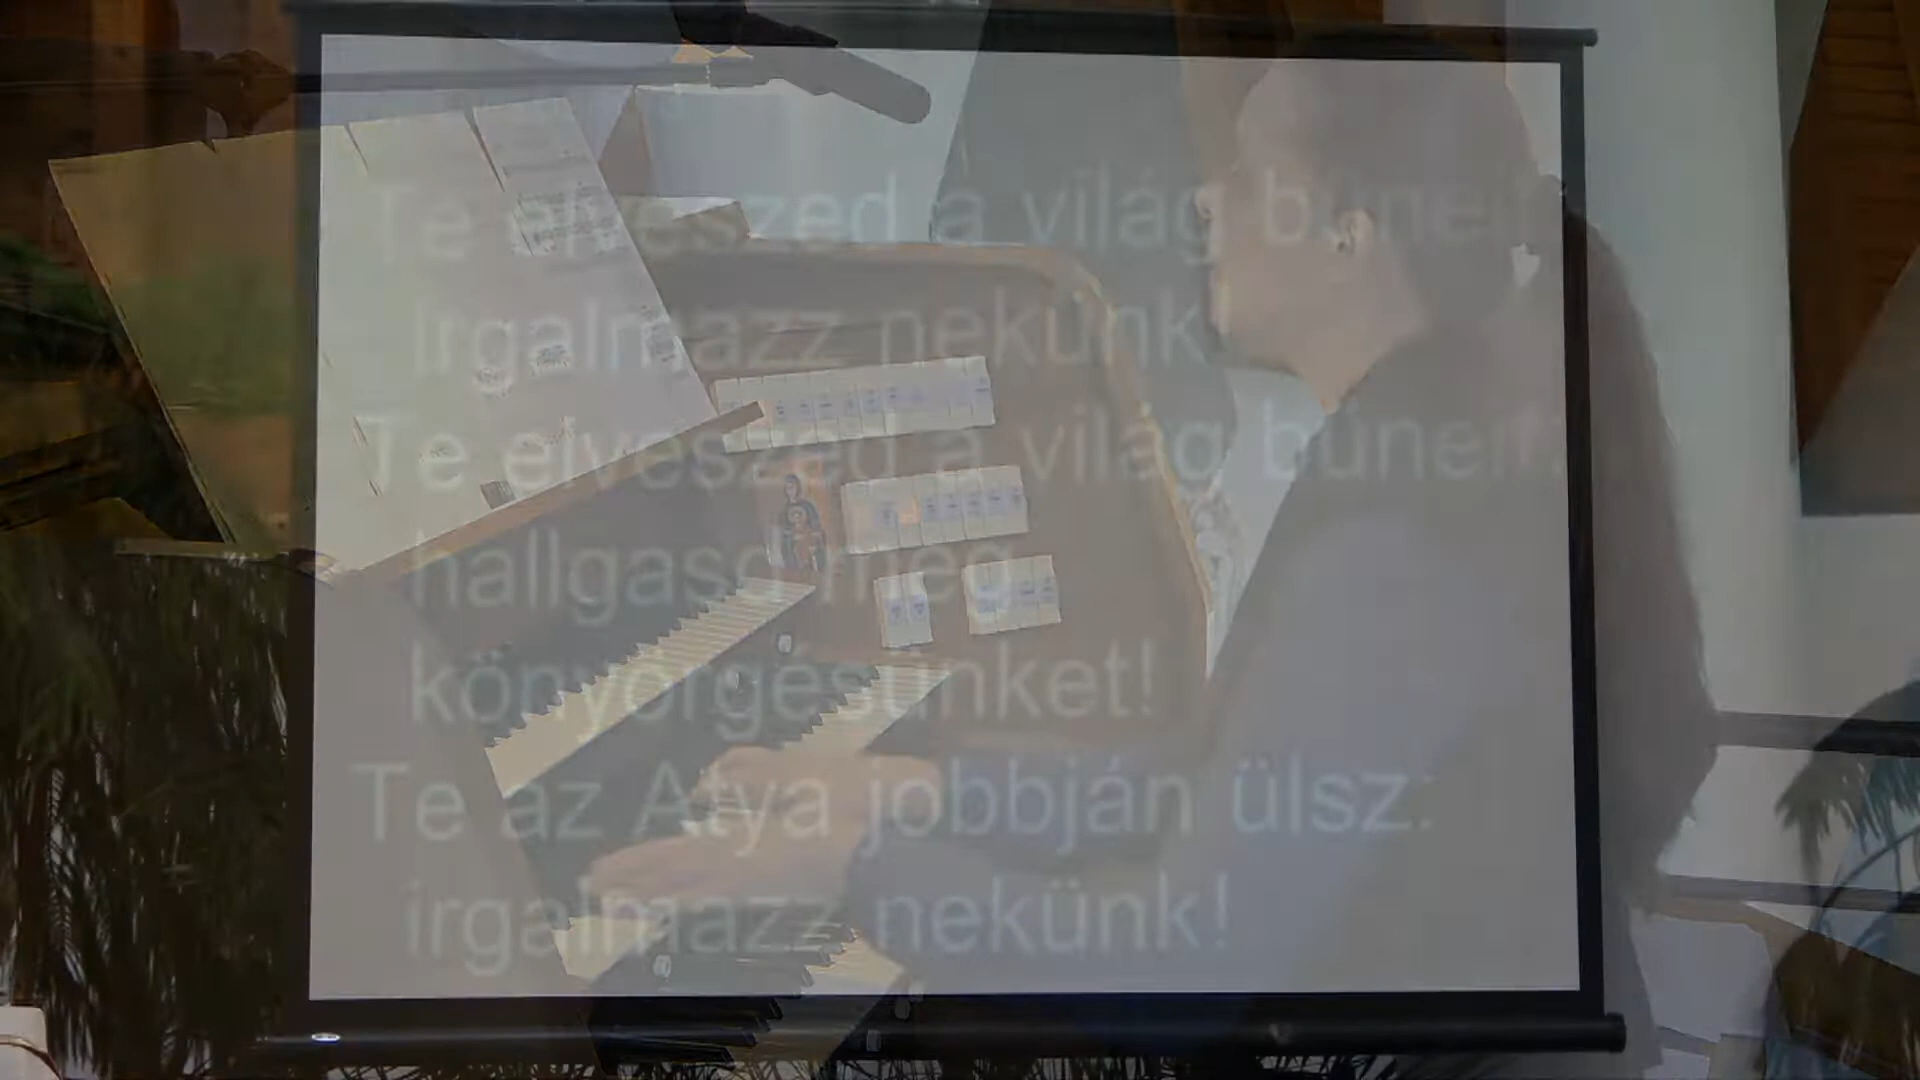 Te elveszed a világ bűneit:
irgalmazz nekünk!
Te elveszed a világ bűneit:
hallgasd meg
könyörgésünket!
Te az Atya jobbján ülsz:
irgalmazz nekünk!